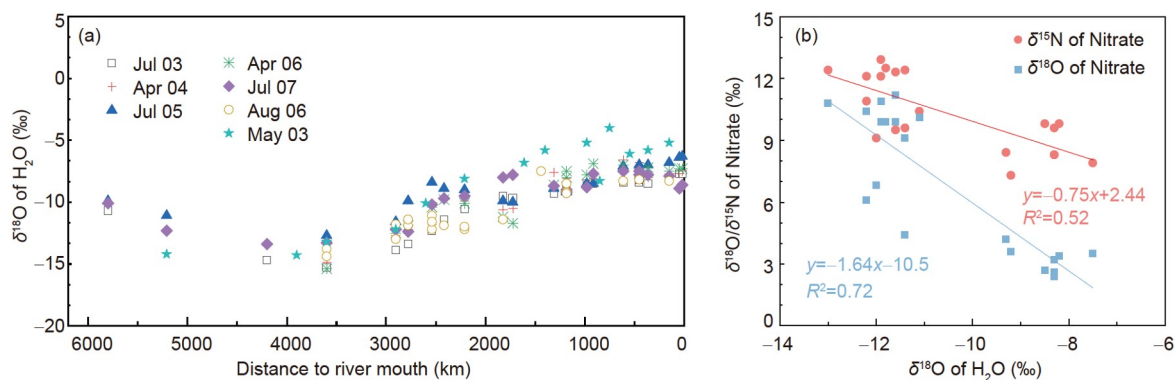 (a)
Jul 03
Apr 04
Jul 05
Apr 06
Jul 07
Aug 06
May 03
5
0
−5
−10
−15
−20
δ¹⁸O of H₂O (‰)
6000 5000 4000 3000 2000 1000 0
Distance to river mouth (km)
(b)
δ¹⁵N of Nitrate
δ¹⁸O of Nitrate
15
12
9
6
3
0
δ¹⁸O/δ¹⁵N of Nitrate (‰)
y=−0.75x+2.44
R²=0.52
y=−1.64x−10.5
R²=0.72
−14 −12 −10 −8 −6
δ¹⁸O of H₂O (‰)